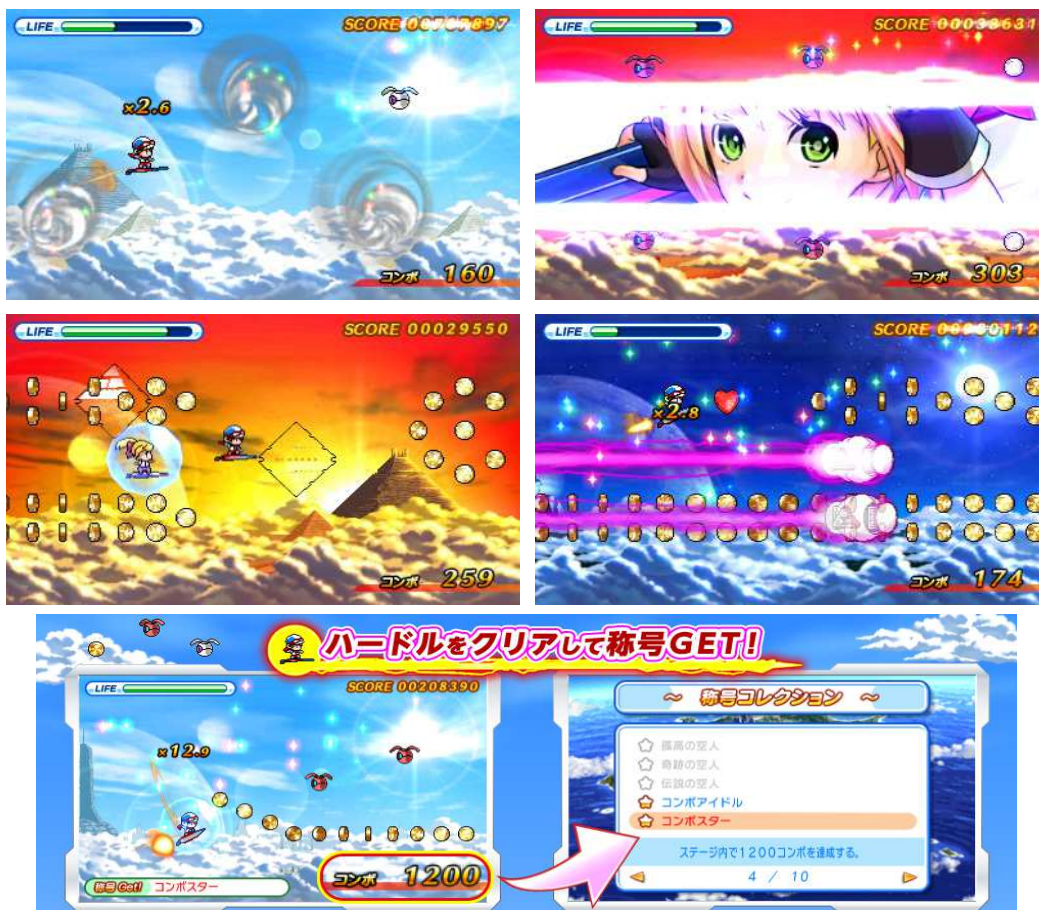 LIFE
SCORE 00767897
×2.6
コンボ 160
LIFE
SCORE 00038631
コンボ 303
LIFE
SCORE 00029550
コンボ 259
LIFE
SCORE
×2.8
コンボ 174
ハードルをクリアして称号GET!
LIFE
SCORE 00208390
×12.9
称号Get! コンボスター
コンボ 1200
～ 称号コレクション ～
孤高の空人
奇跡の空人
伝説の空人
コンボアイドル
コンボスター
ステージ内で1200コンボを達成する。
4 / 10